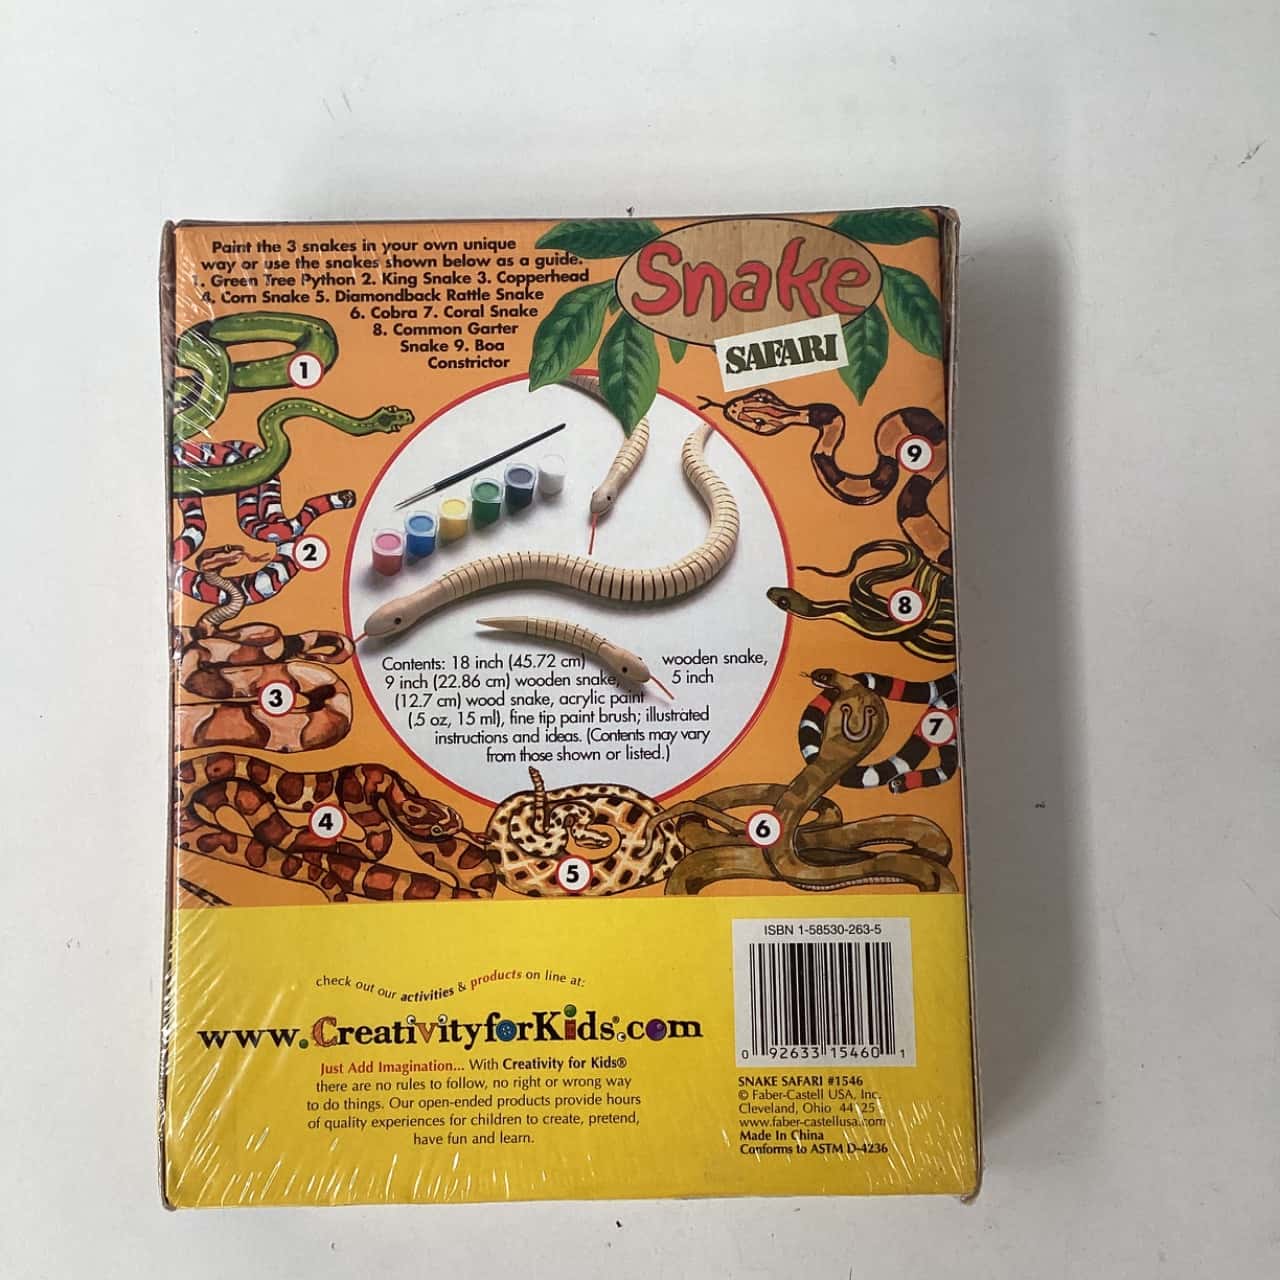 Paint the 3 snakes in your own unique
way or use the snakes shown below as a guide.
1. Green Tree Python 2. King Snake 3. Copperhead
4. Corn Snake 5. Diamondback Rattle Snake
6. Cobra 7. Coral Snake
8. Common Garter
Snake 9. Boa
Constrictor
Snake
SAFARI
1
2
3
4
5
6
7
8
9
Contents: 18 inch (45.72 cm) wooden snake,
9 inch (22.86 cm) wooden snake, 5 inch
(12.7 cm) wood snake, acrylic paint
(.5 oz, 15 ml), fine tip paint brush; illustrated
instructions and ideas. (Contents may vary
from those shown or listed.)
check out our activities & products on line at:
www.CreativityforKids®.com
Just Add Imagination... With Creativity for Kids®
there are no rules to follow, no right or wrong way
to do things. Our open-ended products provide hours
of quality experiences for children to create, pretend,
have fun and learn.
ISBN 1-58530-263-5
0 92633 15460 1
SNAKE SAFARI #1546
© Faber-Castell USA, Inc.
Cleveland, Ohio 44125
www.faber-castellusa.com
Made In China
Conforms to ASTM D-4236